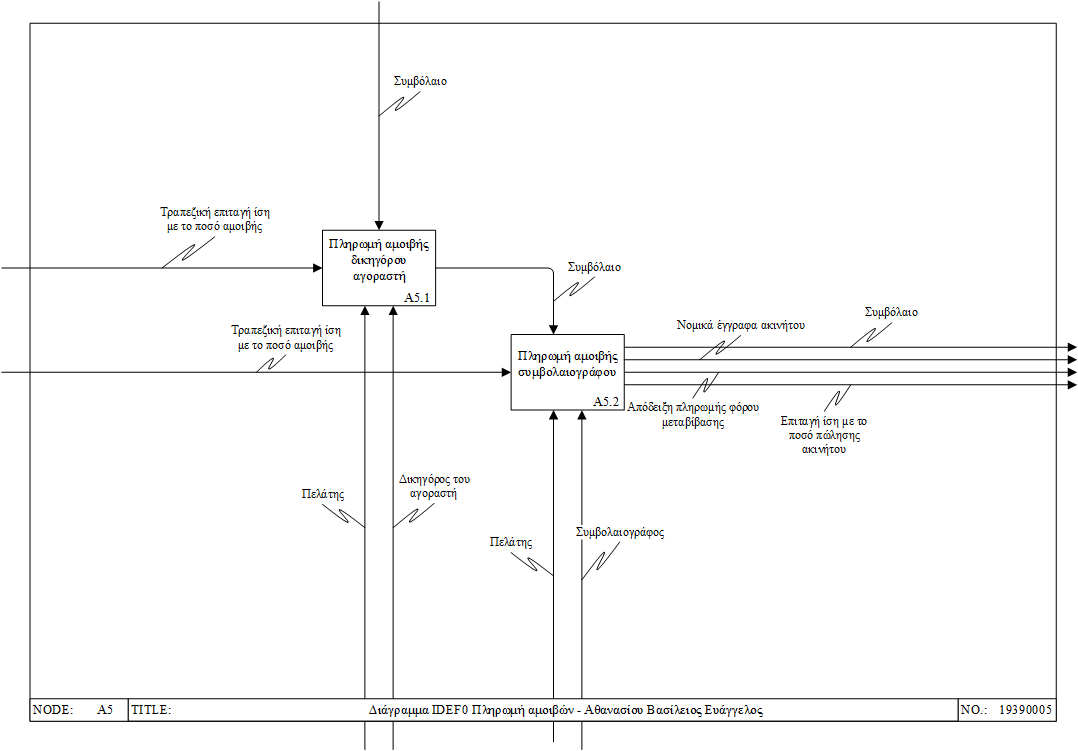 Συμβόλαιο
Τραπεζική επιταγή ίση
με το ποσό αμοιβής
Πληρωμή αμοιβής
δικηγόρου
αγοραστή
A5.1
Συμβόλαιο
Τραπεζική επιταγή ίση
με το ποσό αμοιβής
Πληρωμή αμοιβής
συμβολαιογράφου
A5.2
Νομικά έγγραφα ακινήτου
Συμβόλαιο
Απόδειξη πληρωμής φόρου
μεταβίβασης
Επιταγή ίση με το
ποσό πώλησης
ακινήτου
Πελάτης
Δικηγόρος του
αγοραστή
Πελάτης
Συμβολαιογράφος
NODE: A5 TITLE: Διάγραμμα IDEF0 Πληρωμή αμοιβών - Αθανασίου Βασίλειος Ευάγγελος NO.: 19390005